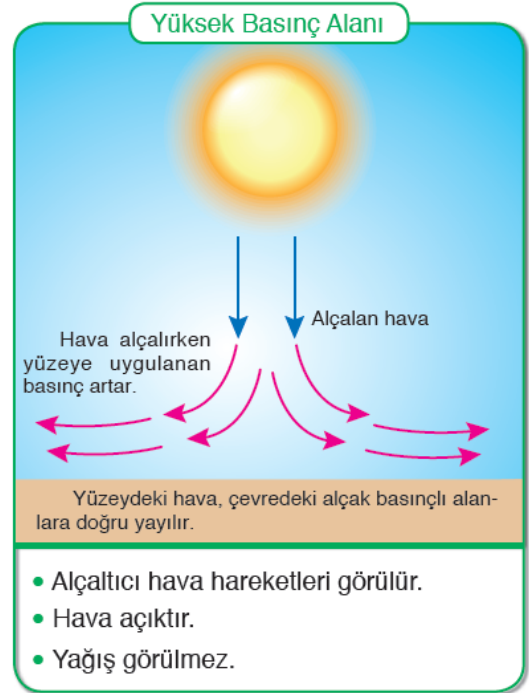 Yüksek Basınç Alanı
Alçalan hava
Hava alçalırken
yüzeye uygulanan
basınç artar.
Yüzeydeki hava, çevredeki alçak basınçlı alan-
lara doğru yayılır.
• Alçaltıcı hava hareketleri görülür.
• Hava açıktır.
• Yağış görülmez.